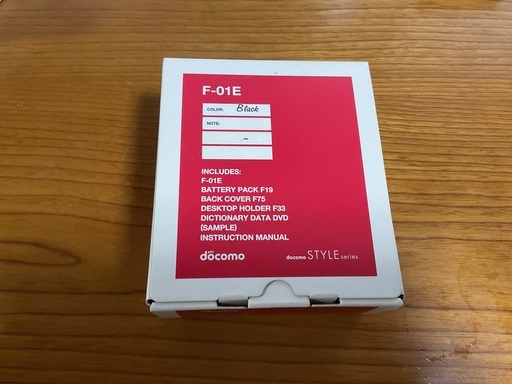 F-01E
COLOR: Black
NOTE:
INCLUDES:
F-01E
BATTERY PACK F19
BACK COVER F75
DESKTOP HOLDER F33
DICTIONARY DATA DVD
(SAMPLE)
INSTRUCTION MANUAL
döcomo
docomo STYLE series